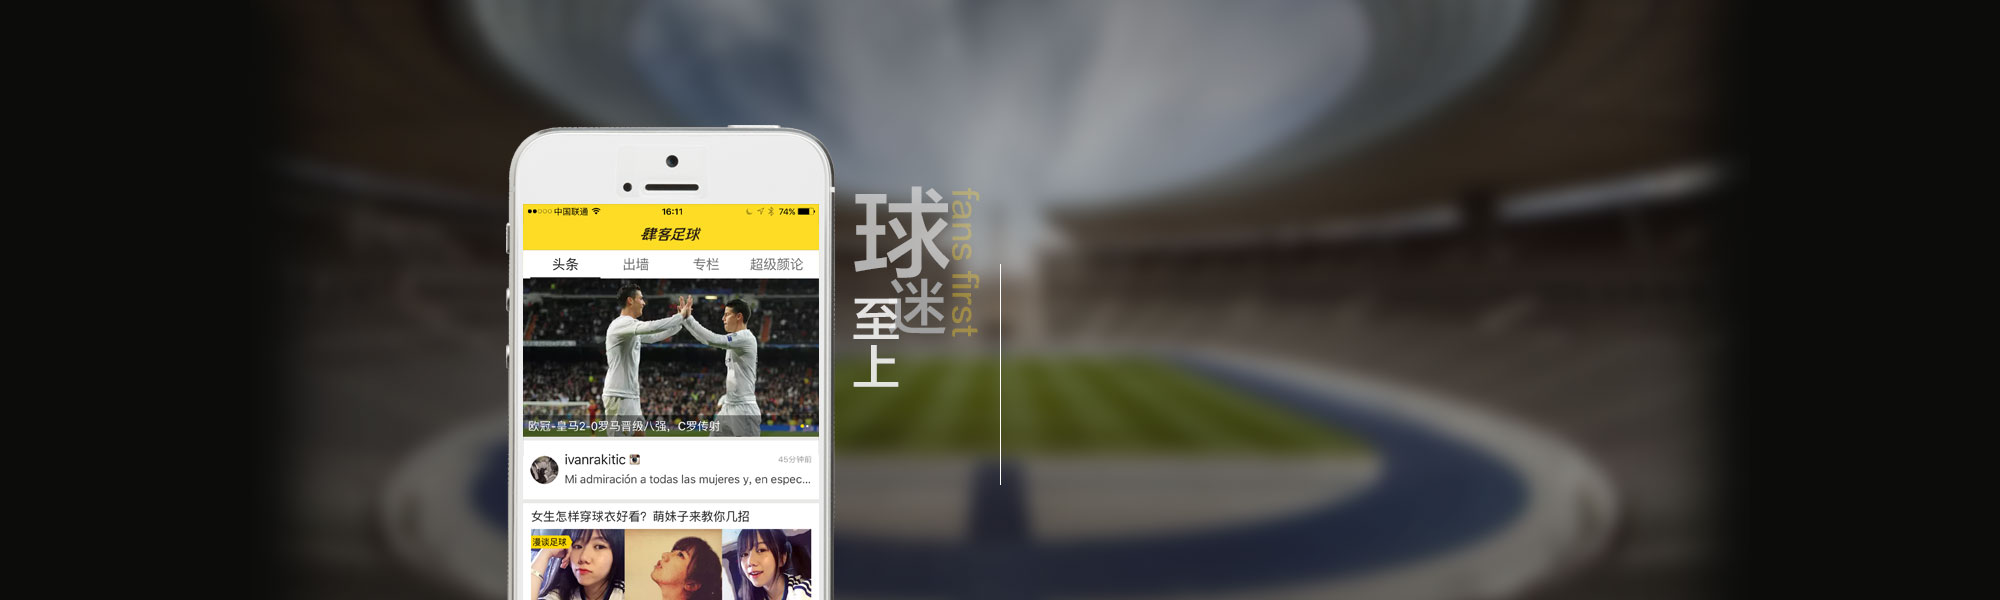 中国联通 16:11 74%
肆客足球
头条 出墙 专栏 超级颜论
欧冠-皇马2-0罗马晋级八强，C罗传射
ivanrakitic 45分钟前
Mi admiración a todas las mujeres y, en espec...
女生怎样穿球衣好看？萌妹子来教你几招
漫谈足球
球迷
至上
fans first